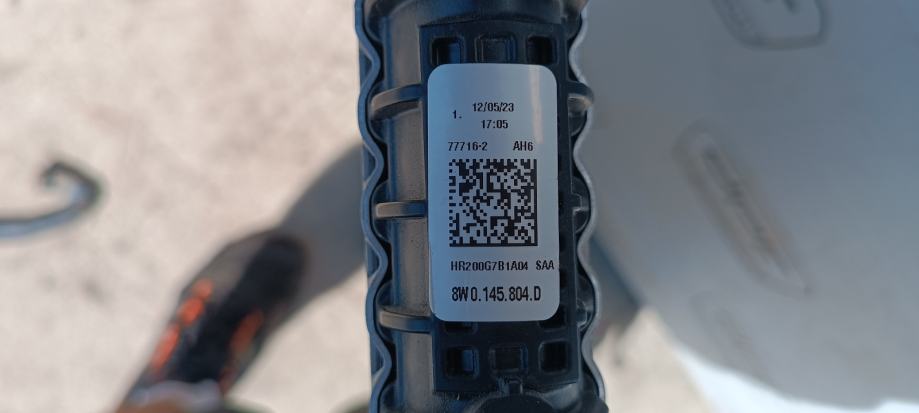 12/05/23
1.
17:05
77716-2 AH6
HR200G7B1A04 SAA
8W0.145.804.D